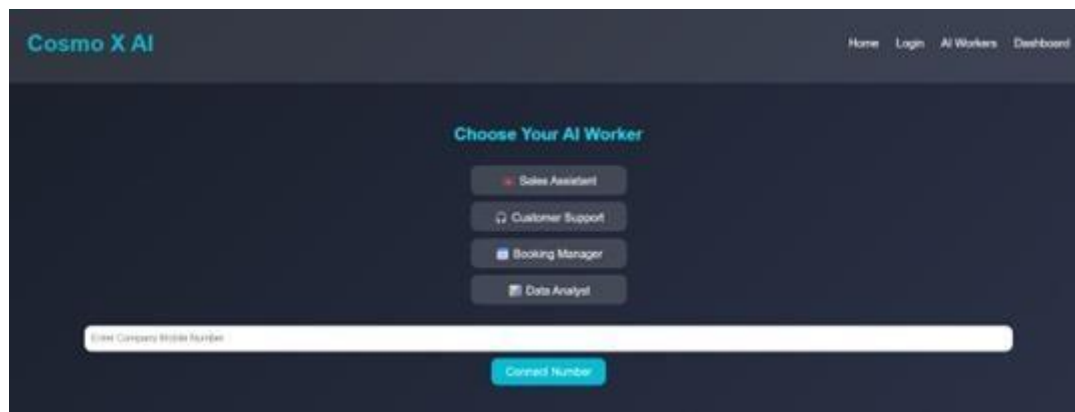 Cosmo X AI
Home Login AI Workers Dashboard
Choose Your AI Worker
Sales Assistant
Customer Support
Booking Manager
Data Analyst
Enter Company Mobile Number
Connect Number